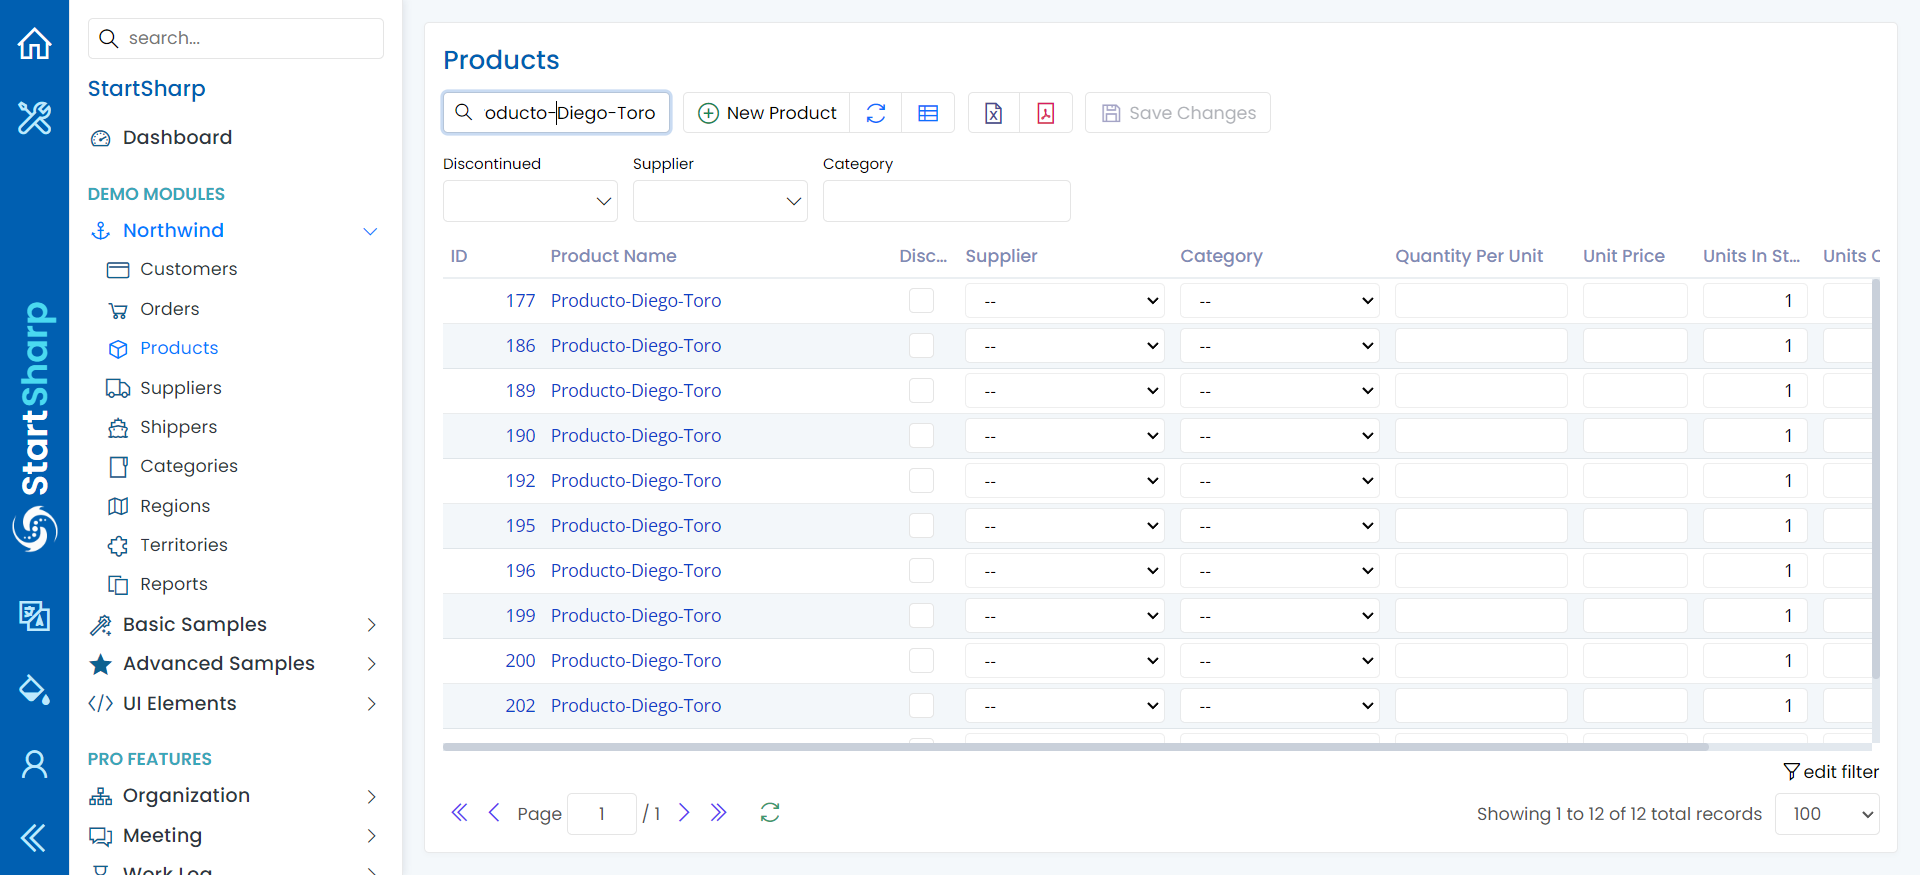 search...
StartSharp
Dashboard
DEMO MODULES
Northwind
Customers
Orders
Products
Suppliers
Shippers
Categories
Regions
Territories
Reports
Basic Samples
Advanced Samples
UI Elements
PRO FEATURES
Organization
Meeting
Work Log
StartSharp
Products
oducto-Diego-Toro New Product Save Changes
Discontinued Supplier Category
ID Product Name Disc... Supplier Category Quantity Per Unit Unit Price Units In St... Units
177 Producto-Diego-Toro -- -- 1
186 Producto-Diego-Toro -- -- 1
189 Producto-Diego-Toro -- -- 1
190 Producto-Diego-Toro -- -- 1
192 Producto-Diego-Toro -- -- 1
195 Producto-Diego-Toro -- -- 1
196 Producto-Diego-Toro -- -- 1
199 Producto-Diego-Toro -- -- 1
200 Producto-Diego-Toro -- -- 1
202 Producto-Diego-Toro -- -- 1
edit filter
Page 1 / 1 Showing 1 to 12 of 12 total records 100